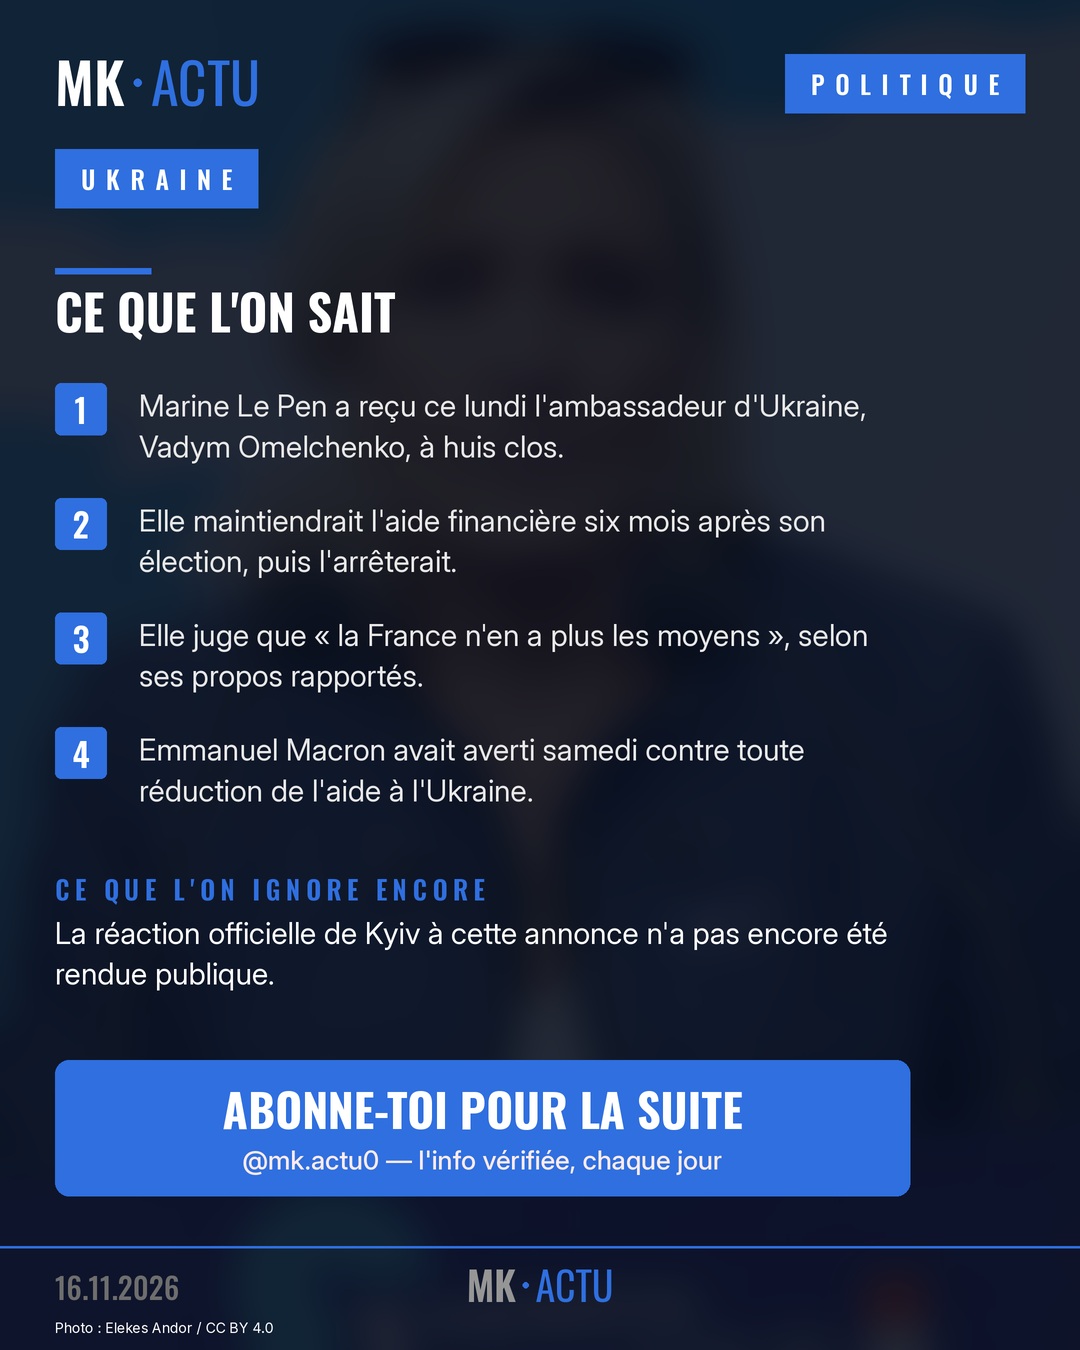 MK·ACTU
POLITIQUE
UKRAINE
CE QUE L'ON SAIT
1 Marine Le Pen a reçu ce lundi l'ambassadeur d'Ukraine,
Vadym Omelchenko, à huis clos.
2 Elle maintiendrait l'aide financière six mois après son
élection, puis l'arrêterait.
3 Elle juge que « la France n'en a plus les moyens », selon
ses propos rapportés.
4 Emmanuel Macron avait averti samedi contre toute
réduction de l'aide à l'Ukraine.
CE QUE L'ON IGNORE ENCORE
La réaction officielle de Kyiv à cette annonce n'a pas encore été
rendue publique.
ABONNE-TOI POUR LA SUITE
@mk.actu0 — l'info vérifiée, chaque jour
16.11.2026
MK·ACTU
Photo : Elekes Andor / CC BY 4.0